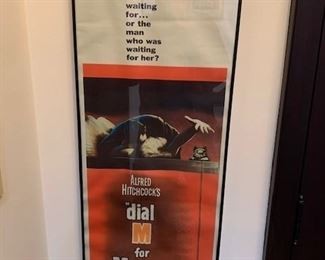 waiting
for...
or the
man
who was
waiting
for her?
ALFRED
HITCHCOCK'S
"dial
M
for